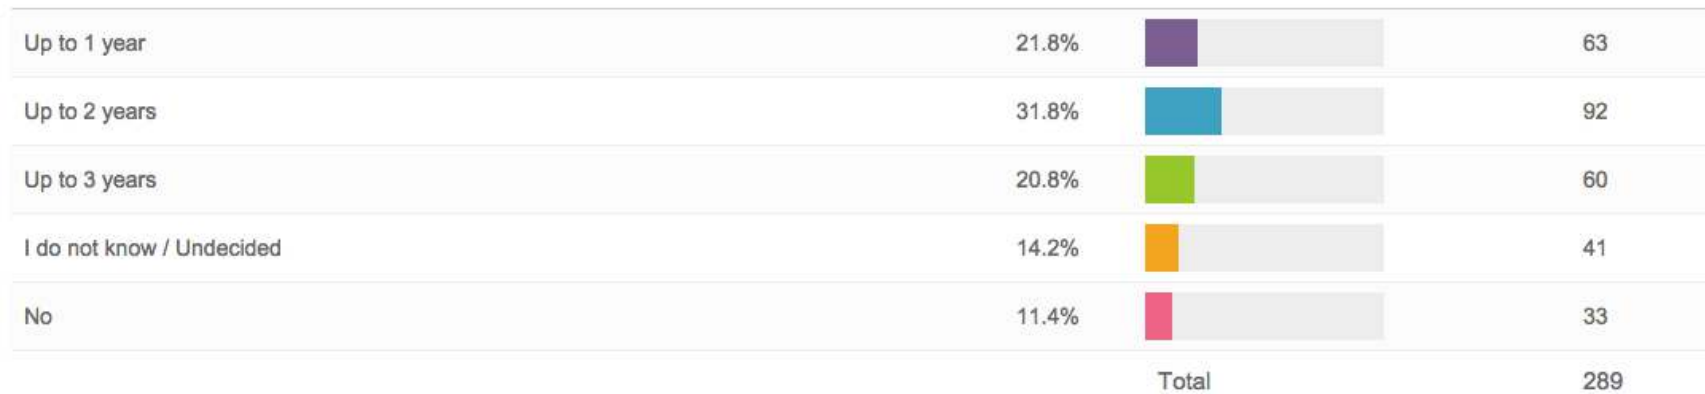 Up to 1 year 21.8% 63
Up to 2 years 31.8% 92
Up to 3 years 20.8% 60
I do not know / Undecided 14.2% 41
No 11.4% 33
Total 289